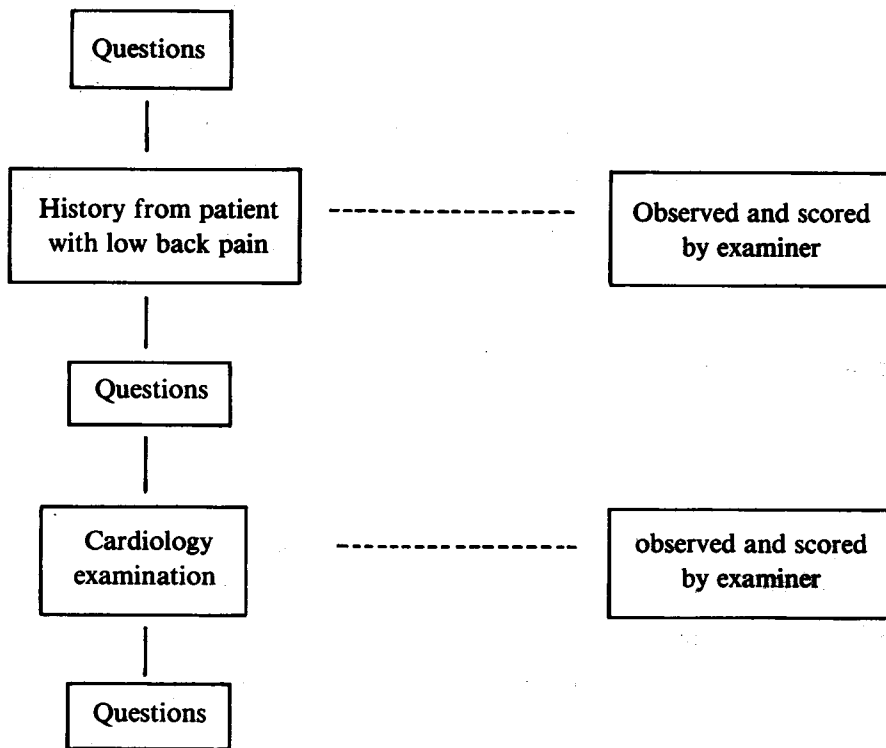 Questions
History from patient
with low back pain
Observed and scored
by examiner
Questions
Cardiology
examination
observed and scored
by examiner
Questions